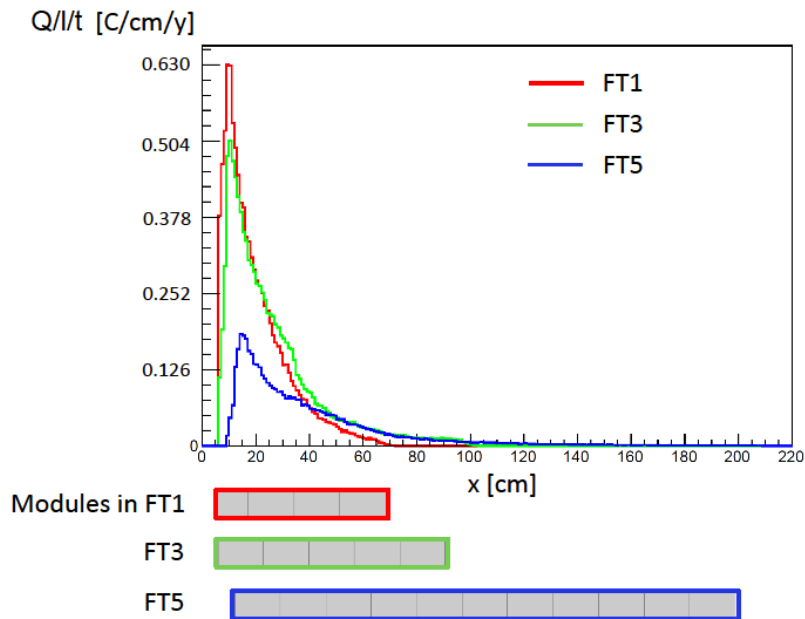 Q/l/t [C/cm/y]
0.630
0.504
0.378
0.252
0.126
0
FT1
FT3
FT5
0 20 40 60 80 100 120 140 160 180 200 220
x [cm]
Modules in FT1
FT3
FT5